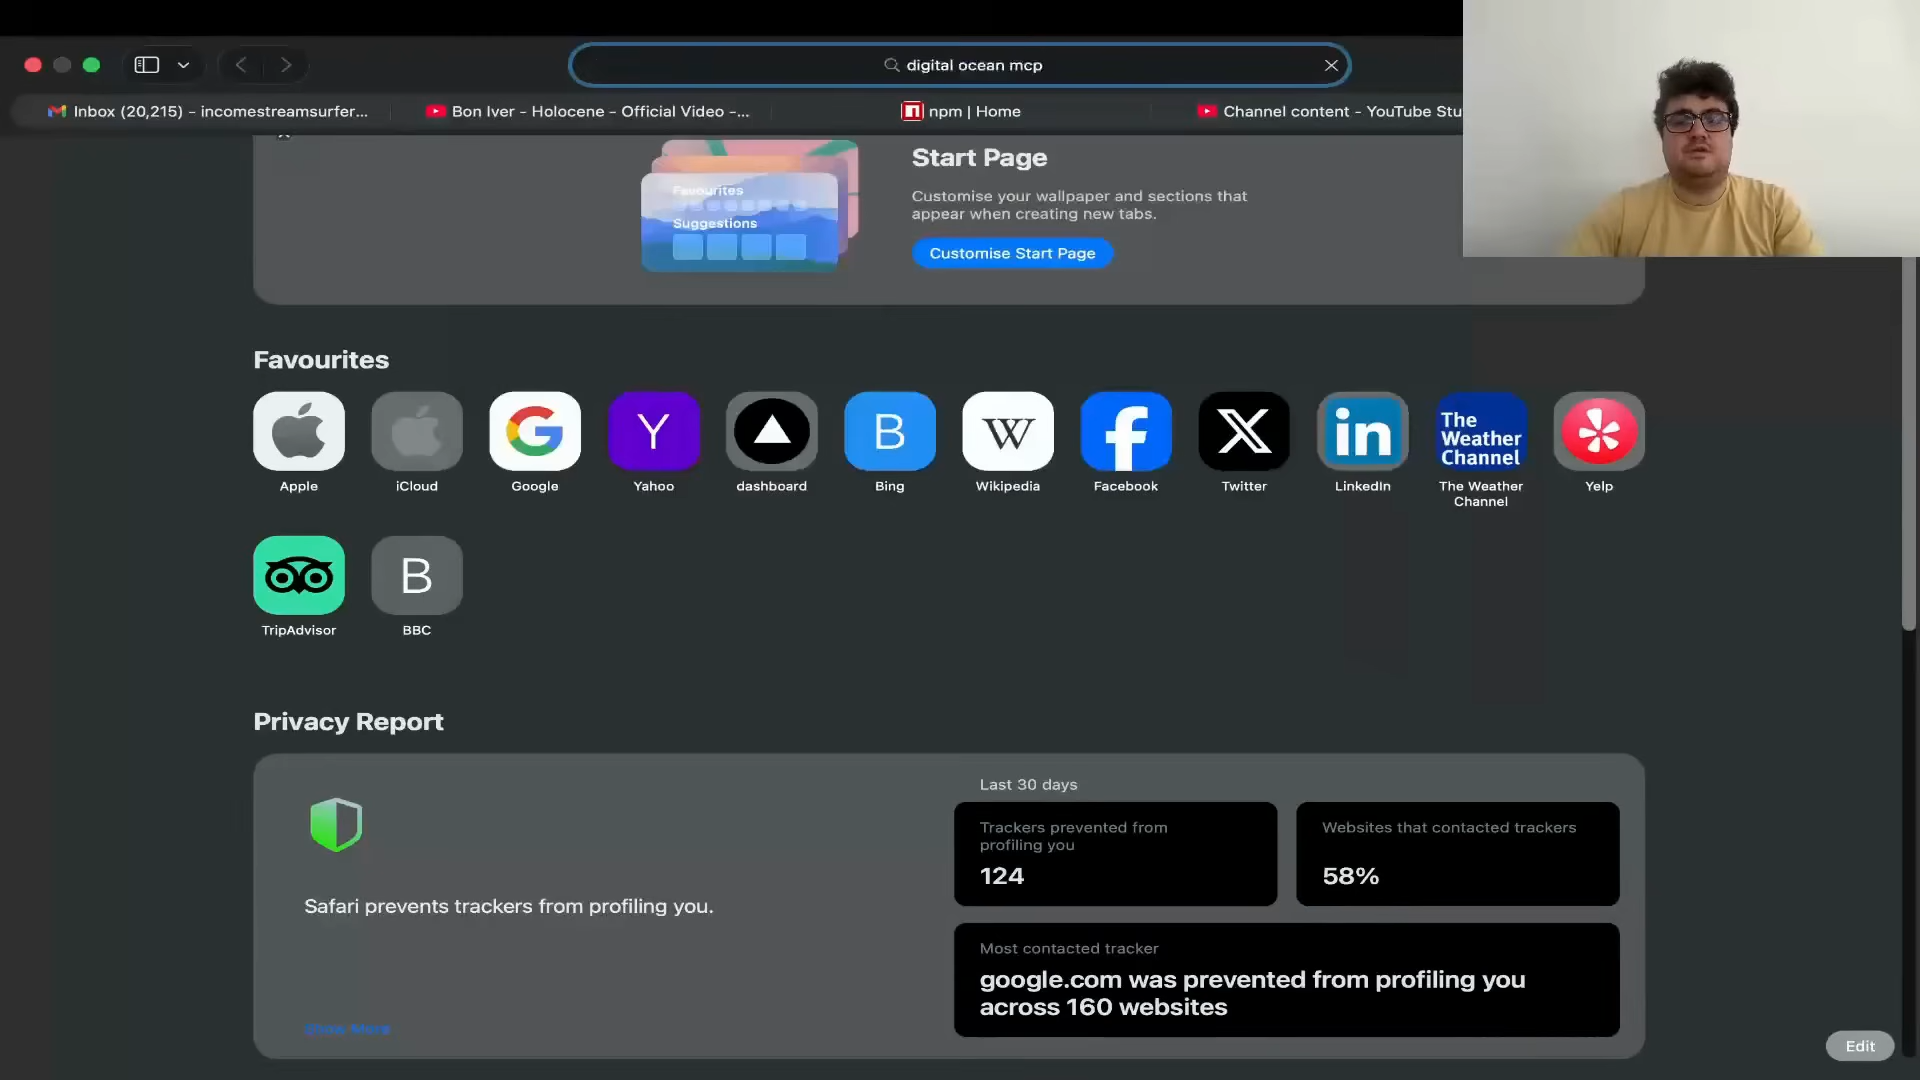 digital ocean mcp
Inbox (20,215) – incomestreamsurfer...
Bon Iver – Holocene – Official Video –...
npm | Home
Channel content – YouTube Stu
Favourites
Suggestions
Start Page
Customise your wallpaper and sections that
appear when creating new tabs.
Customise Start Page
Favourites
G
Y
B
W
f
X
in
The
Weather
Channel
Apple
iCloud
Google
Yahoo
dashboard
Bing
Wikipedia
Facebook
Twitter
LinkedIn
The Weather
Channel
Yelp
B
TripAdvisor
BBC
Privacy Report
Last 30 days
Trackers prevented from
profiling you
124
Websites that contacted trackers
58%
Safari prevents trackers from profiling you.
Most contacted tracker
google.com was prevented from profiling you
across 160 websites
Show More
Edit